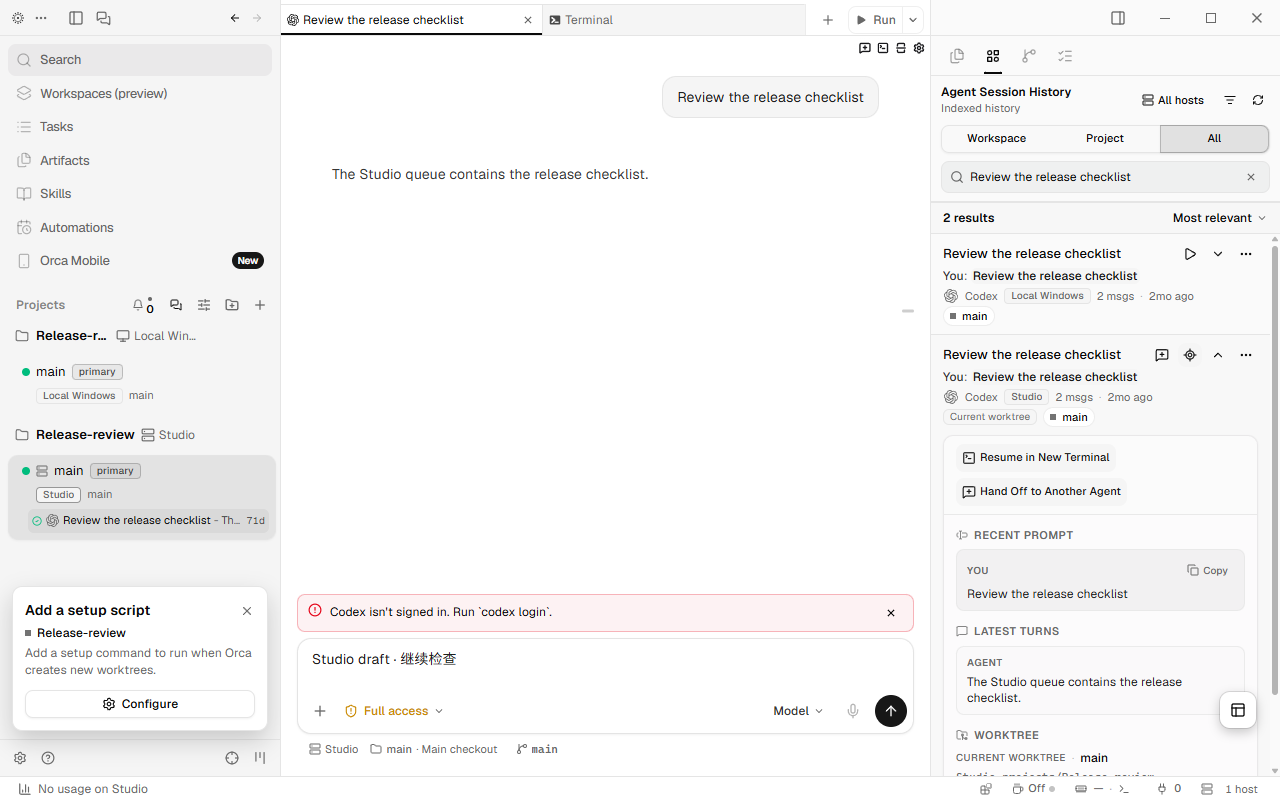 Review the release checklist
Terminal
Run
Search
Workspaces (preview)
Tasks
Artifacts
Skills
Automations
Orca Mobile
New
Projects
0
Release-r...
Local Win...
main
primary
Local Windows
main
Release-review
Studio
main
primary
Studio
main
Review the release checklist - Th... 71d
Add a setup script
Release-review
Add a setup command to run when Orca
creates new worktrees.
Configure
Review the release checklist
The Studio queue contains the release checklist.
Codex isn't signed in. Run `codex login`.
Studio draft · 继续检查
Full access
Model
Studio
main · Main checkout
main
Agent Session History
Indexed history
All hosts
Workspace
Project
All
Review the release checklist
2 results
Most relevant
Review the release checklist
You: Review the release checklist
Codex Local Windows 2 msgs · 2mo ago
main
Review the release checklist
You: Review the release checklist
Codex Studio 2 msgs · 2mo ago
Current worktree
main
Resume in New Terminal
Hand Off to Another Agent
RECENT PROMPT
YOU
Copy
Review the release checklist
LATEST TURNS
AGENT
The Studio queue contains the release
checklist.
WORKTREE
CURRENT WORKTREE · main
No usage on Studio
Off
0
1 host